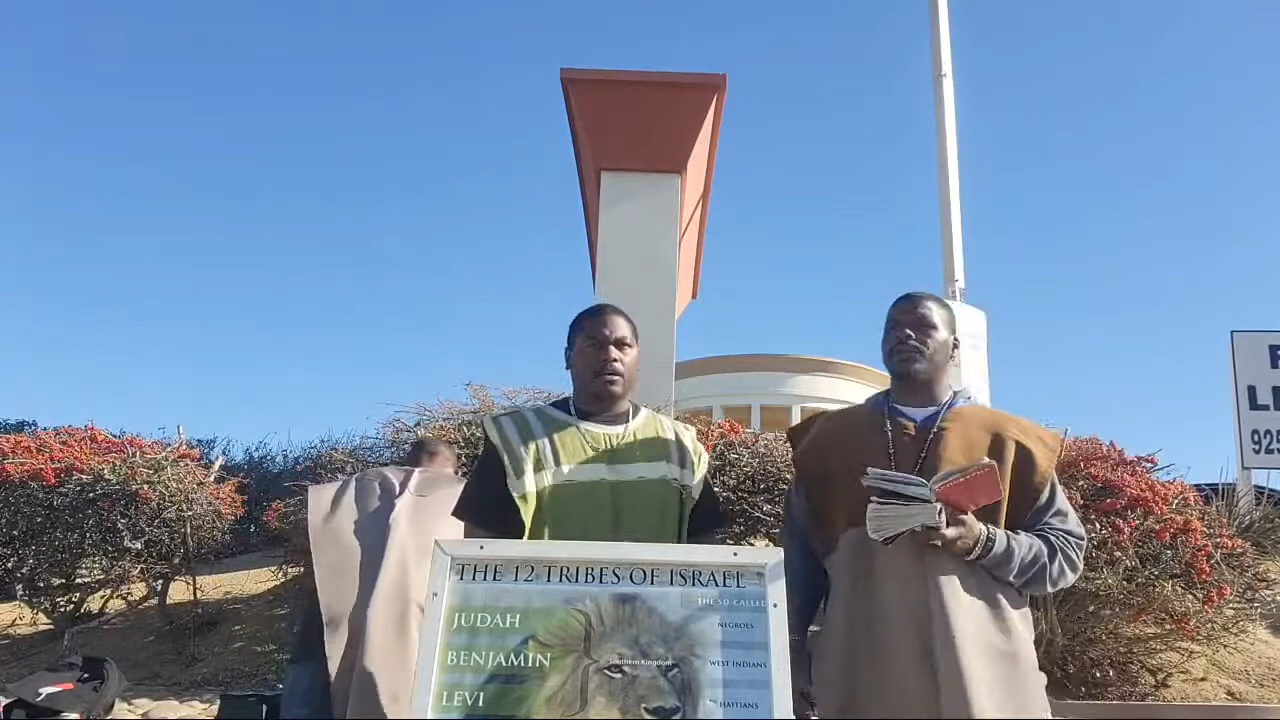 THE 12 TRIBES OF ISRAEL
THE SO-CALLED
JUDAH
NEGROES
BENJAMIN
Southern Kingdom
WEST INDIANS
LEVI
HAITIANS
925